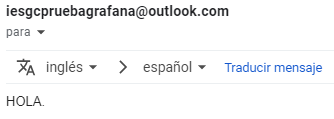 iesgcpruebagrafana@outlook.com
para
inglés español Traducir mensaje
HOLA.